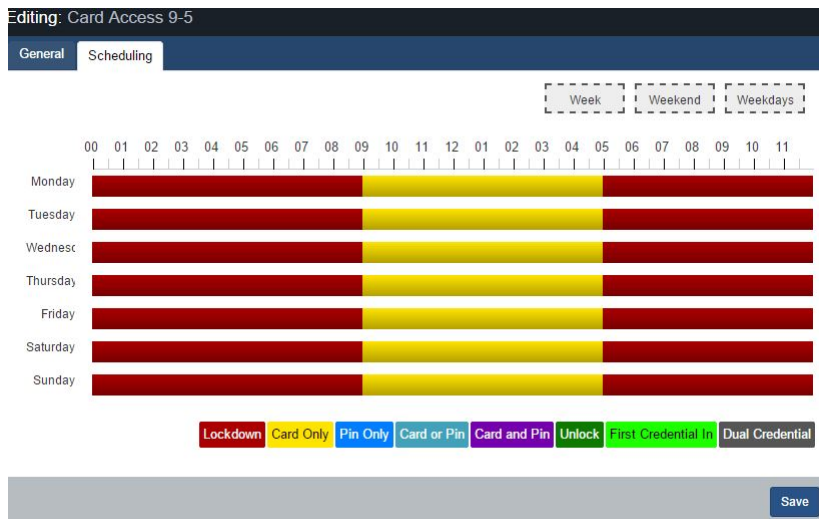 Editing: Card Access 9-5
General Scheduling
Week Weekend Weekdays
00 01 02 03 04 05 06 07 08 09 10 11 12 01 02 03 04 05 06 07 08 09 10 11
Monday
Tuesday
Wednesc
Thursday
Friday
Saturday
Sunday
Lockdown Card Only Pin Only Card or Pin Card and Pin Unlock First Credential In Dual Credential
Save